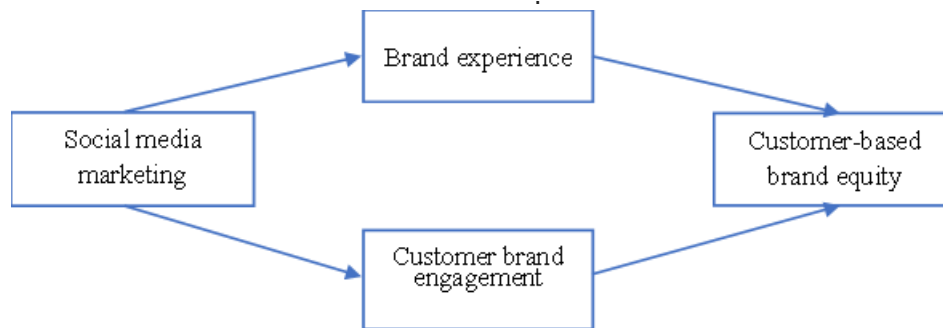 Brand experience
Social media
marketing
Customer-based
brand equity
Customer brand
engagement